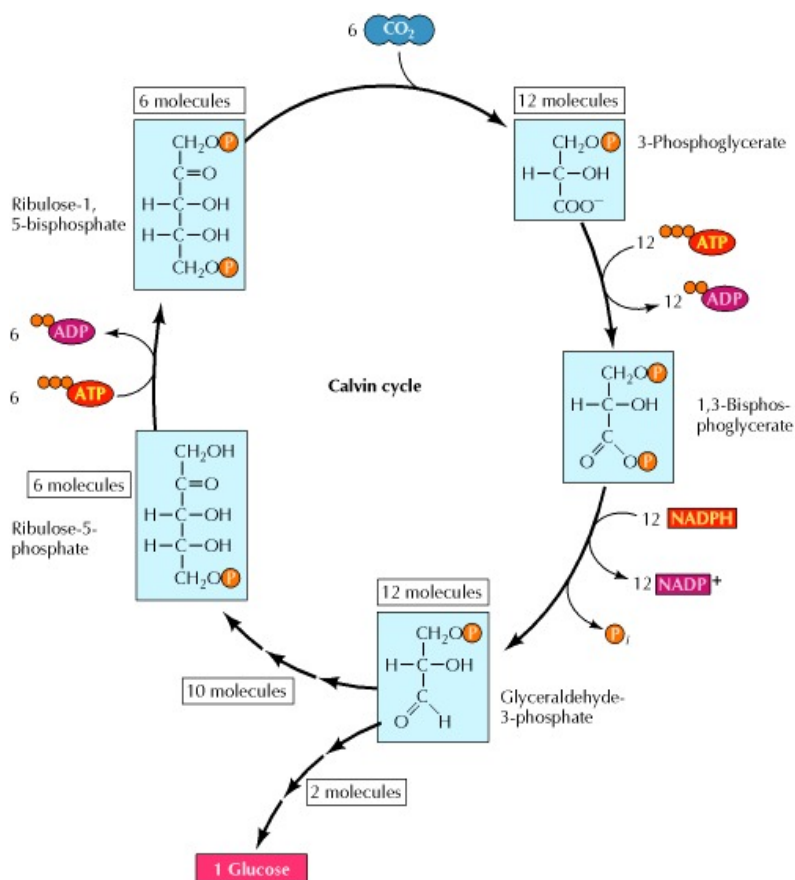 6 CO₂
6 molecules
CH₂OP
C=O
H–C–OH
H–C–OH
CH₂OP
Ribulose-1,
5-bisphosphate
12 molecules
CH₂OP
H–C–OH
COO⁻
3-Phosphoglycerate
12 ATP
12 ADP
CH₂OP
H–C–OH
C
O OP
1,3-Bisphos-
phoglycerate
12 NADPH
12 NADP⁺
Pi
12 molecules
CH₂OP
H–C–OH
C
O H
Glyceraldehyde-
3-phosphate
10 molecules
2 molecules
1 Glucose
6 molecules
CH₂OH
C=O
H–C–OH
H–C–OH
CH₂OP
Ribulose-5-
phosphate
6 ADP
6 ATP
Calvin cycle